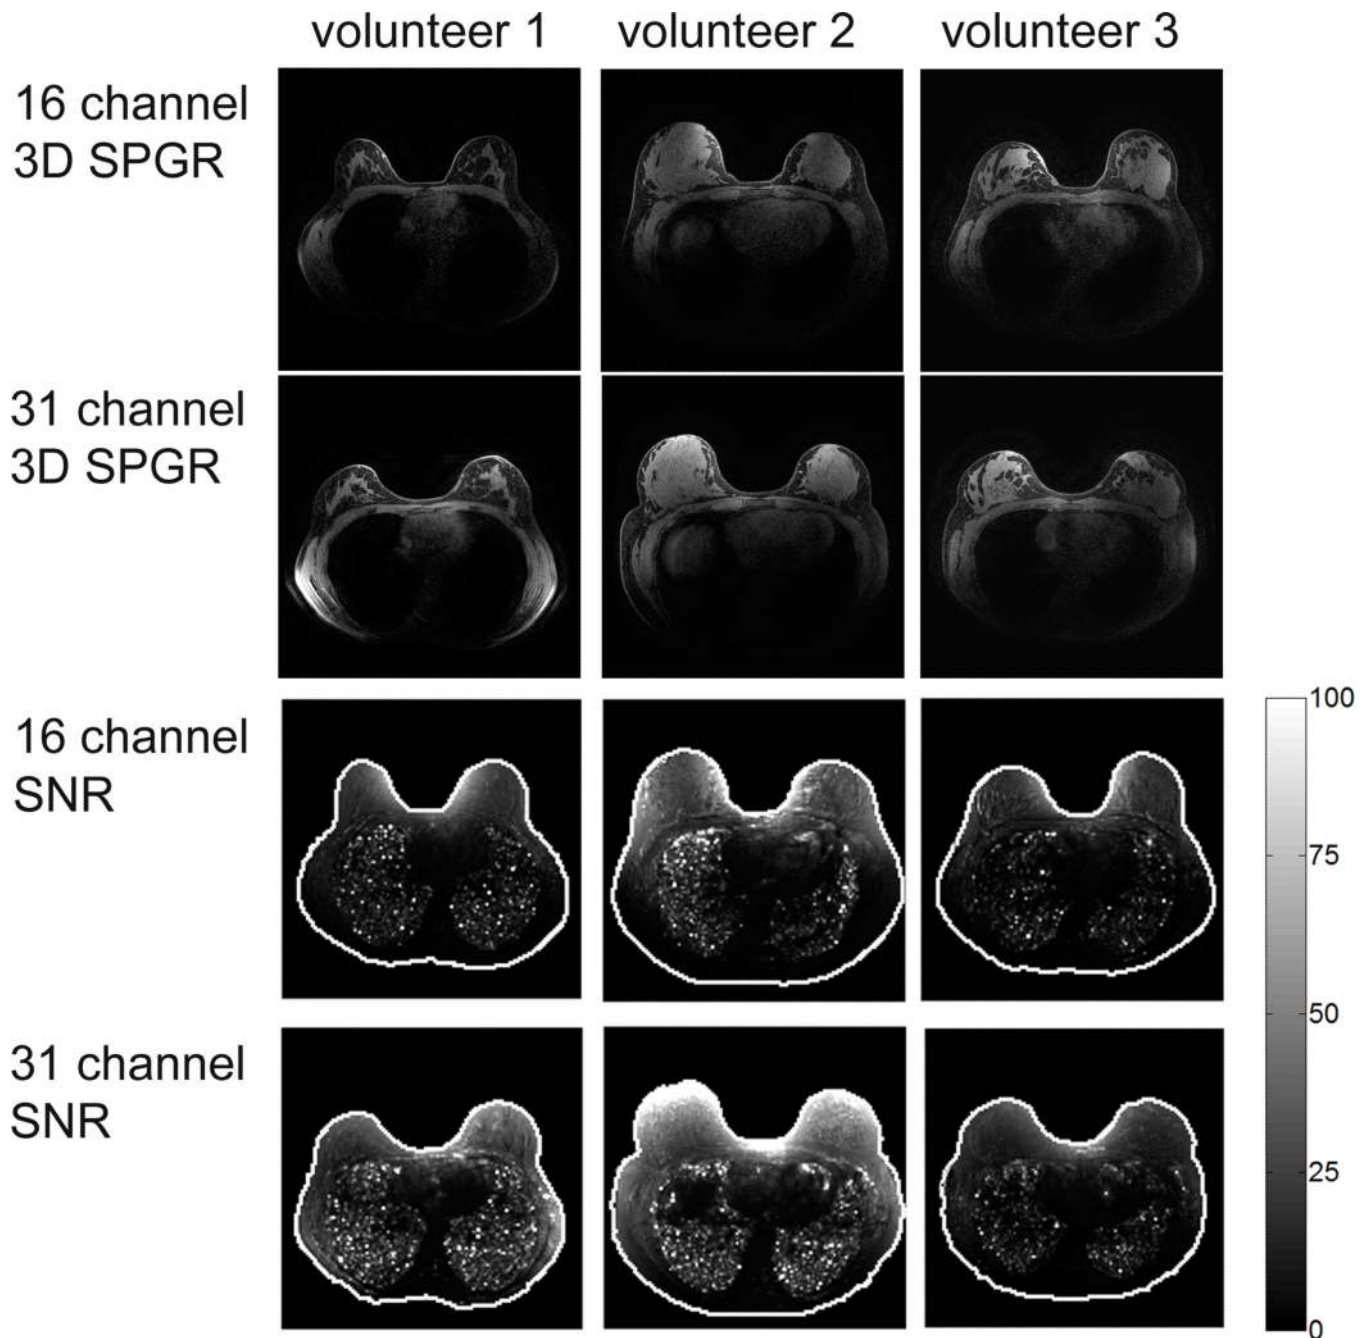 volunteer 1 volunteer 2 volunteer 3
16 channel
3D SPGR
31 channel
3D SPGR
16 channel
SNR
100
75
50
31 channel
SNR
25
0